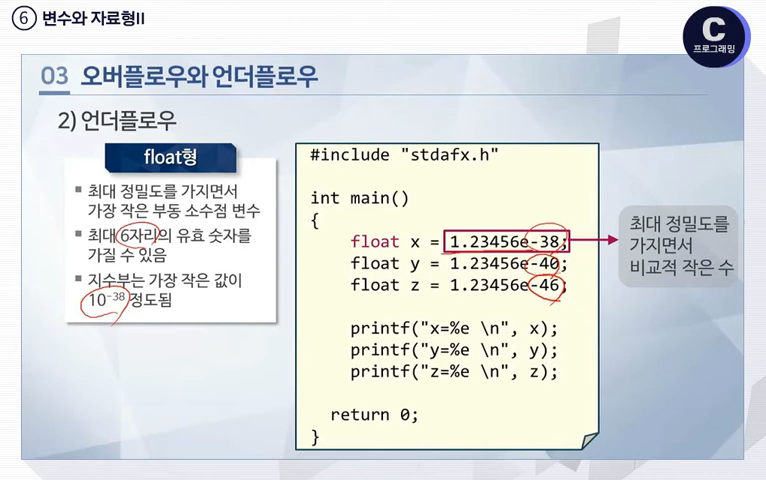 ⑥ 변수와 자료형II
C
프로그래밍
03 오버플로우와 언더플로우
2) 언더플로우
float형
▪ 최대 정밀도를 가지면서
가장 작은 부동 소수점 변수
▪ 최대 6자리의 유효 숫자를
가질 수 있음
▪ 지수부는 가장 작은 값이
10⁻³⁸ 정도됨
#include "stdafx.h"
int main()
{
float x = 1.23456e-38;
float y = 1.23456e-40;
float z = 1.23456e-46;
printf("x=%e \n", x);
printf("y=%e \n", y);
printf("z=%e \n", z);
return 0;
}
최대 정밀도를
가지면서
비교적 작은 수